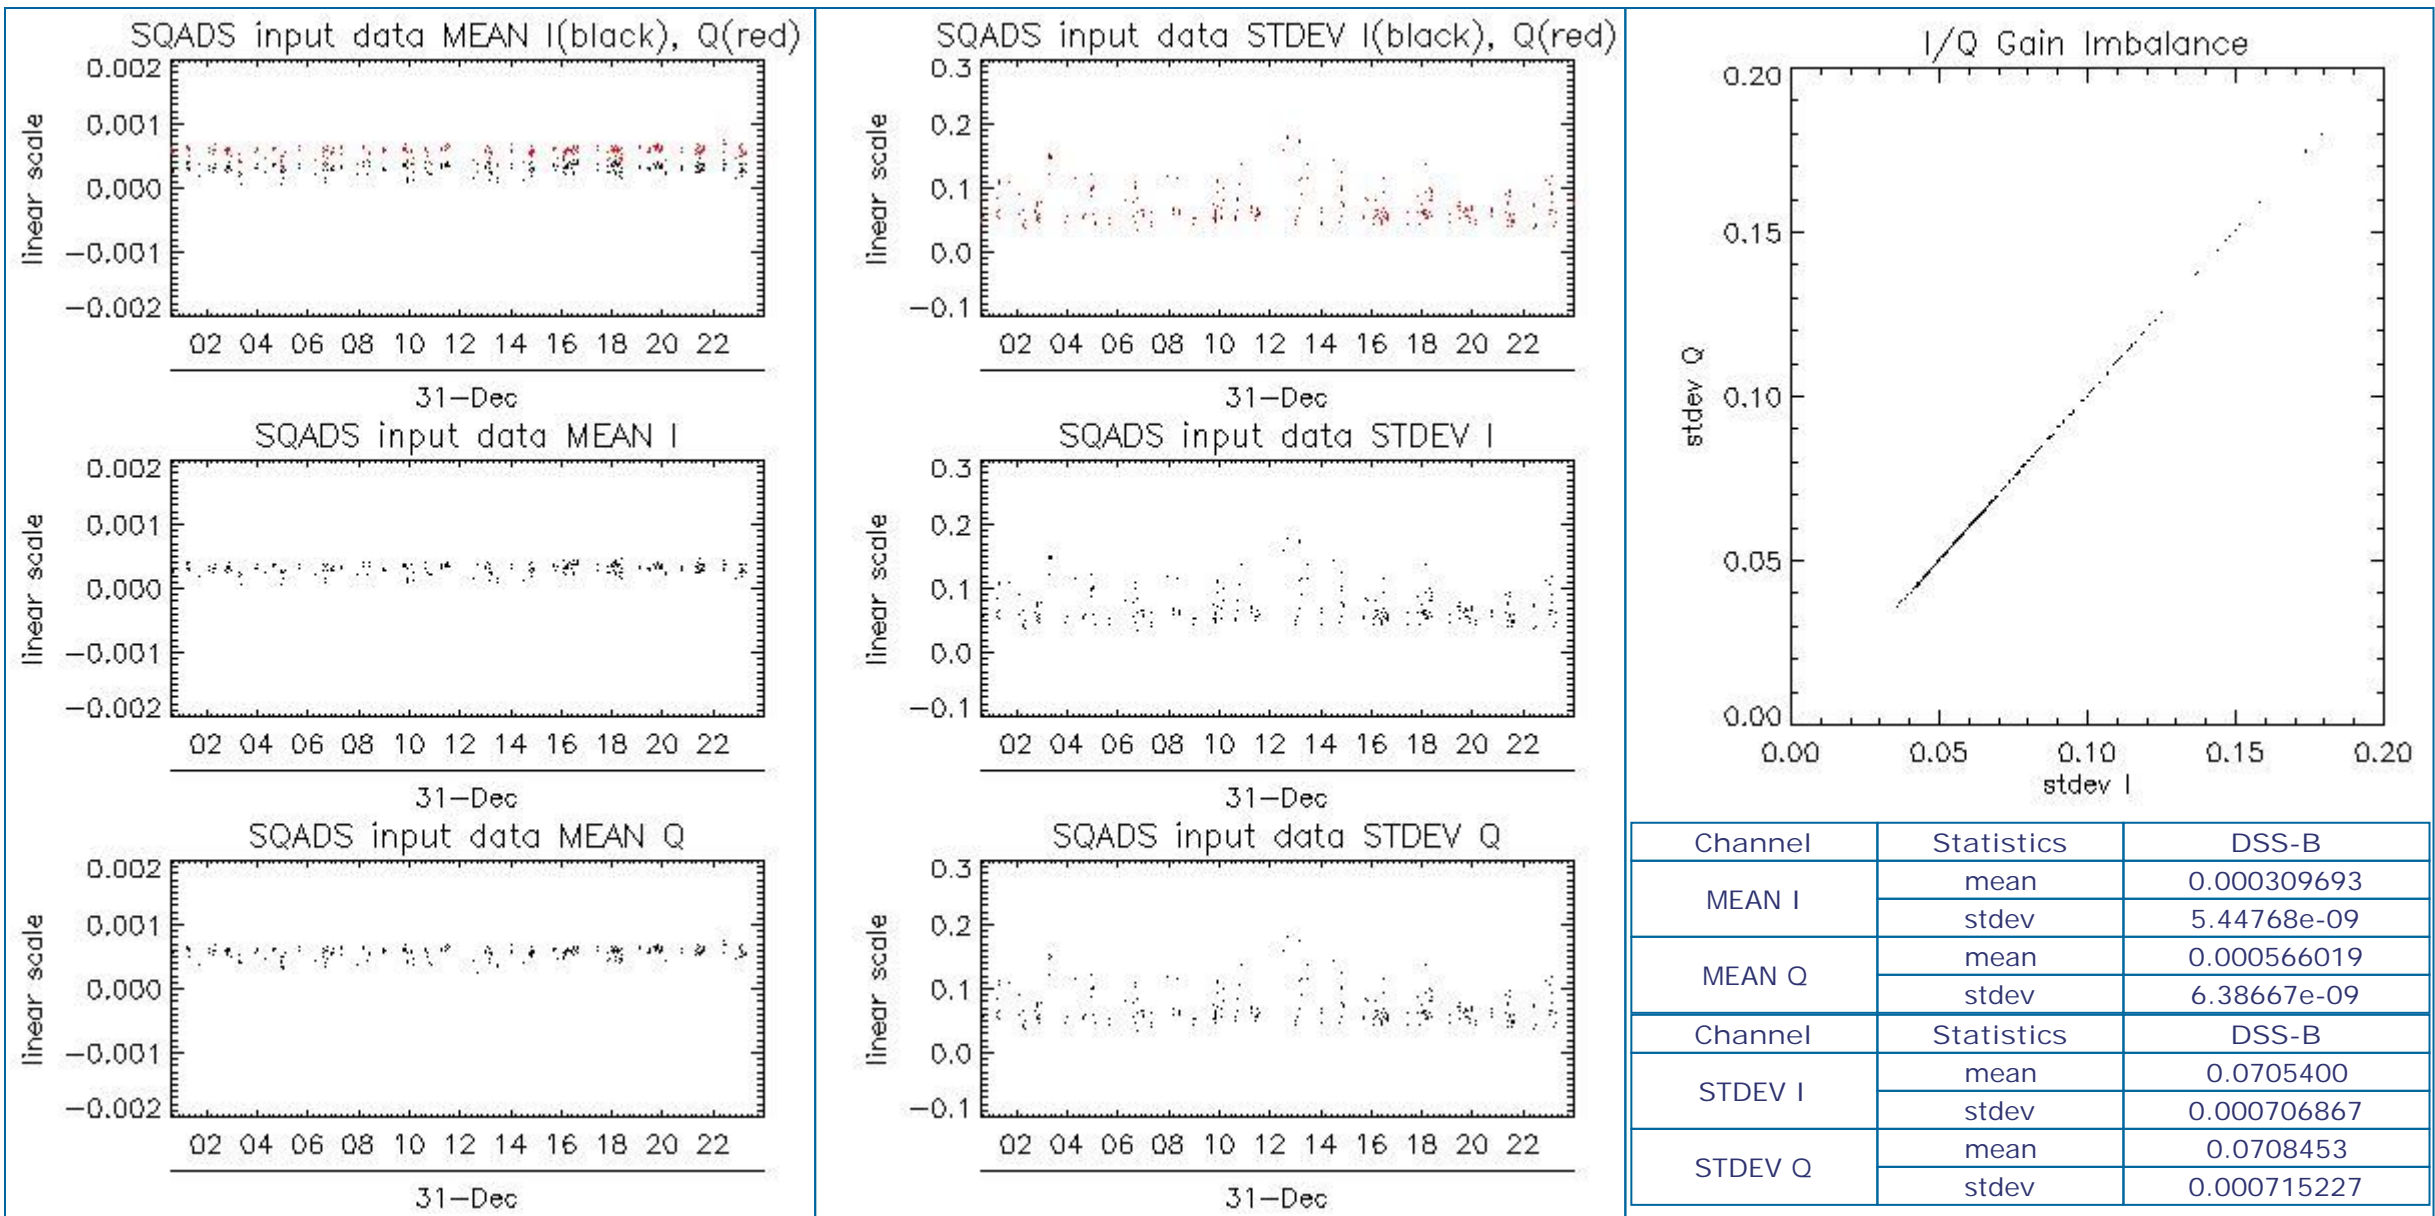 SQADS input data MEAN I(black), Q(red)
linear scale
0.002
0.001
0.000
−0.001
−0.002
02 04 06 08 10 12 14 16 18 20 22
31−Dec
SQADS input data MEAN I
linear scale
0.002
0.001
0.000
−0.001
−0.002
02 04 06 08 10 12 14 16 18 20 22
31−Dec
SQADS input data MEAN Q
linear scale
0.002
0.001
0.000
−0.001
−0.002
02 04 06 08 10 12 14 16 18 20 22
31−Dec
SQADS input data STDEV I(black), Q(red)
linear scale
0.3
0.2
0.1
0.0
−0.1
02 04 06 08 10 12 14 16 18 20 22
31−Dec
SQADS input data STDEV I
linear scale
0.3
0.2
0.1
0.0
−0.1
02 04 06 08 10 12 14 16 18 20 22
31−Dec
SQADS input data STDEV Q
linear scale
0.3
0.2
0.1
0.0
−0.1
02 04 06 08 10 12 14 16 18 20 22
31−Dec
I/Q Gain Imbalance
stdev Q
0.20
0.15
0.10
0.05
0.00
0.00 0.05 0.10 0.15 0.20
stdev I
Channel Statistics DSS-B
MEAN I mean 0.000309693
stdev 5.44768e-09
MEAN Q mean 0.000566019
stdev 6.38667e-09
Channel Statistics DSS-B
STDEV I mean 0.0705400
stdev 0.000706867
STDEV Q mean 0.0708453
stdev 0.000715227